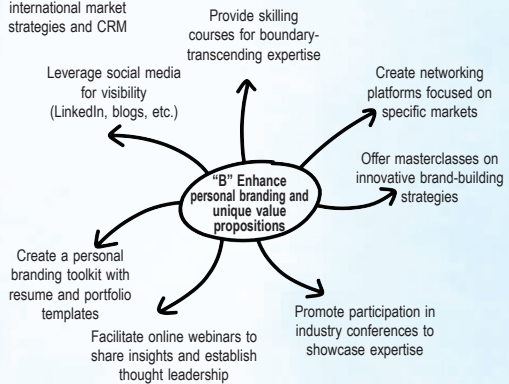 international market
strategies and CRM
Provide skilling
courses for boundary-
transcending expertise
Leverage social media
for visibility
(LinkedIn, blogs, etc.)
Create networking
platforms focused on
specific markets
Offer masterclasses on
innovative brand-building
strategies
“B” Enhance
personal branding and
unique value
propositions
Create a personal
branding toolkit with
resume and portfolio
templates
Facilitate online webinars to
share insights and establish
thought leadership
Promote participation in
industry conferences to
showcase expertise